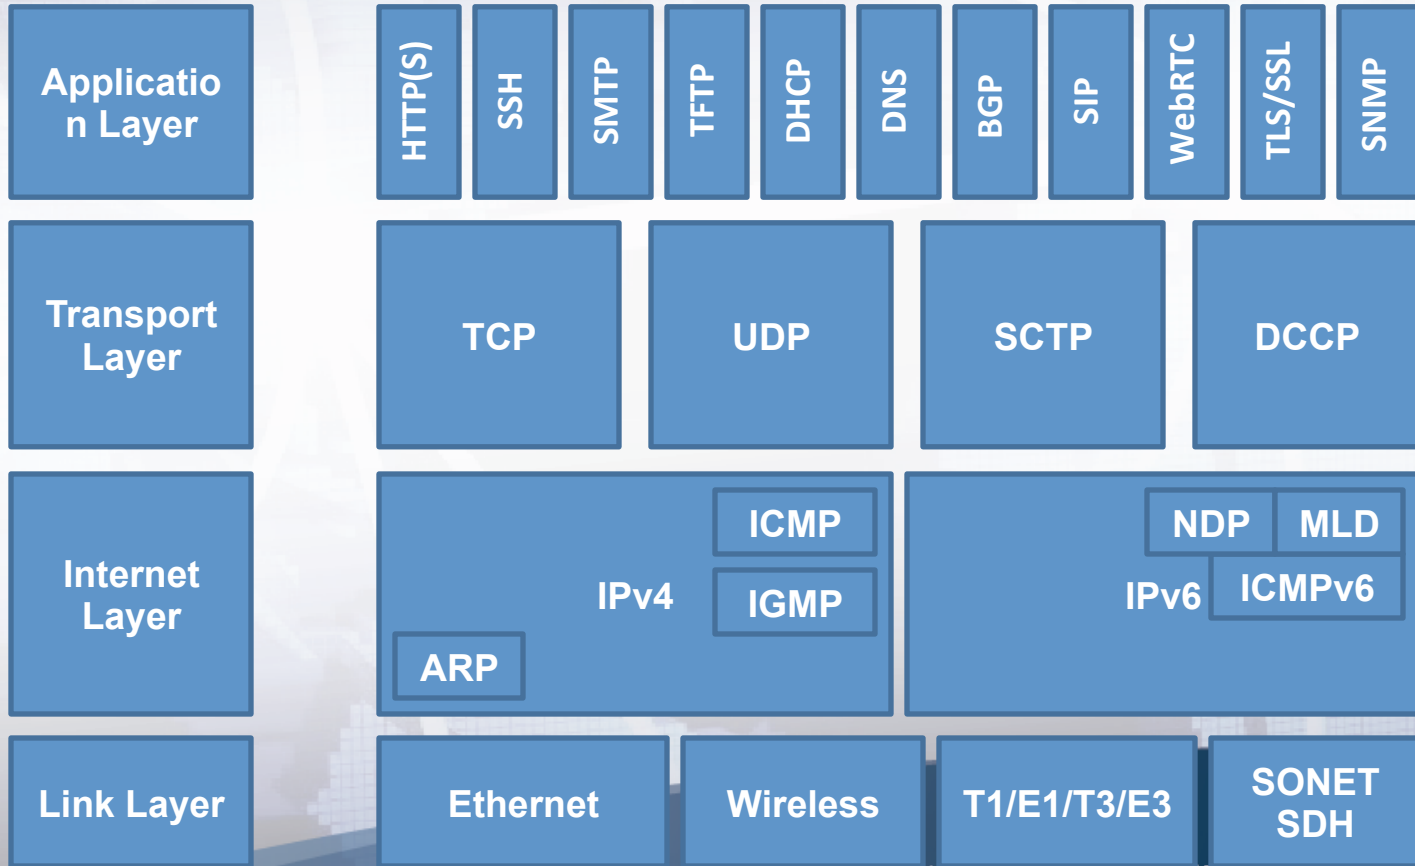 Applicatio
n Layer
HTTP(S)
SSH
SMTP
TFTP
DHCP
DNS
BGP
SIP
WebRTC
TLS/SSL
SNMP
Transport
Layer
TCP
UDP
SCTP
DCCP
Internet
Layer
IPv4
ICMP
IGMP
ARP
IPv6
NDP
MLD
ICMPv6
Link Layer
Ethernet
Wireless
T1/E1/T3/E3
SONET
SDH